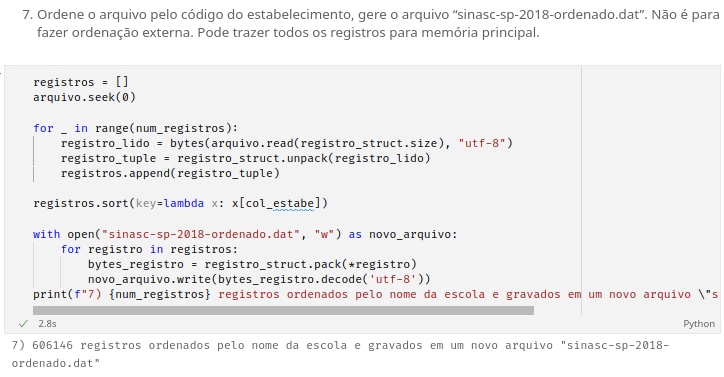 7. Ordene o arquivo pelo código do estabelecimento, gere o arquivo “sinasc-sp-2018-ordenado.dat”. Não é para
fazer ordenação externa. Pode trazer todos os registros para memória principal.
registros = []
arquivo.seek(0)
for _ in range(num_registros):
registro_lido = bytes(arquivo.read(registro_struct.size), "utf-8")
registro_tuple = registro_struct.unpack(registro_lido)
registros.append(registro_tuple)
registros.sort(key=lambda x: x[col_estabe])
with open("sinasc-sp-2018-ordenado.dat", "w") as novo_arquivo:
for registro in registros:
bytes_registro = registro_struct.pack(*registro)
novo_arquivo.write(bytes_registro.decode('utf-8'))
print(f"7) {num_registros} registros ordenados pelo nome da escola e gravados em um novo arquivo \"s
2.8s
Python
7) 606146 registros ordenados pelo nome da escola e gravados em um novo arquivo "sinasc-sp-2018-
ordenado.dat"